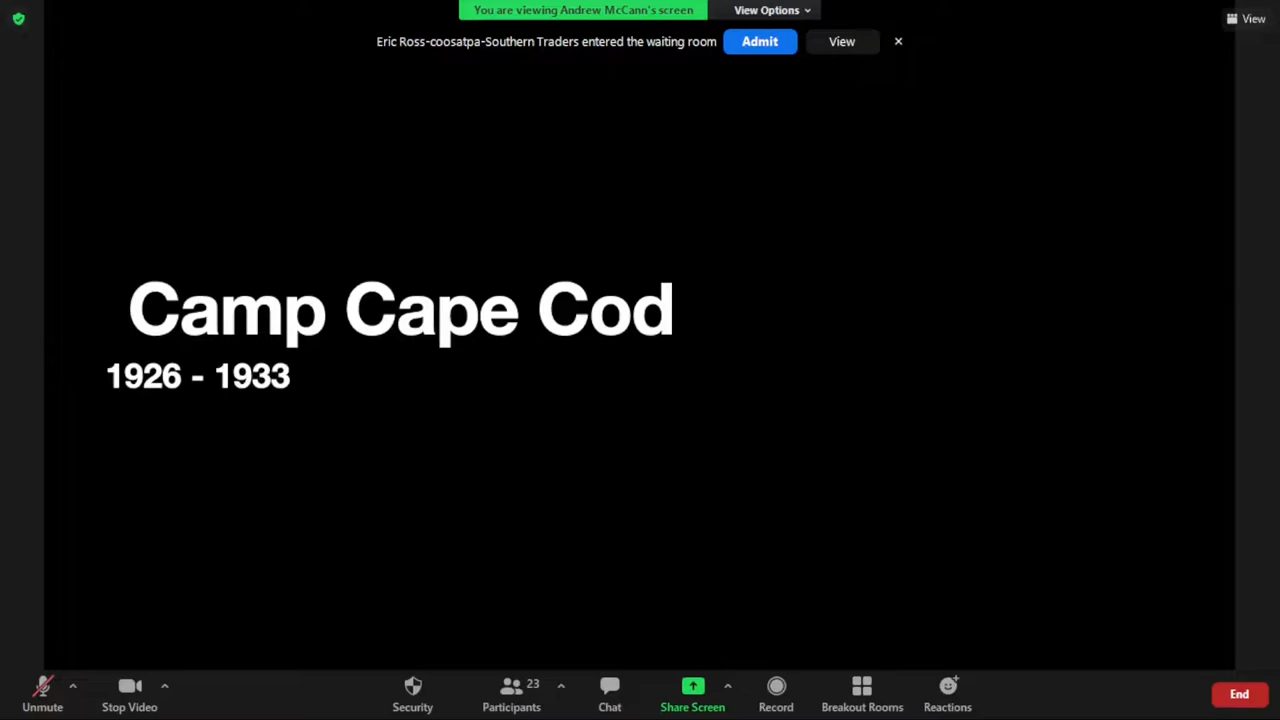 You are viewing Andrew McCann's screen
View Options
View
Eric Ross-coosatpa-Southern Traders entered the waiting room
Admit
View
Camp Cape Cod
1926 - 1933
Unmute
Stop Video
Security
23
Participants
Chat
Share Screen
Record
Breakout Rooms
Reactions
End